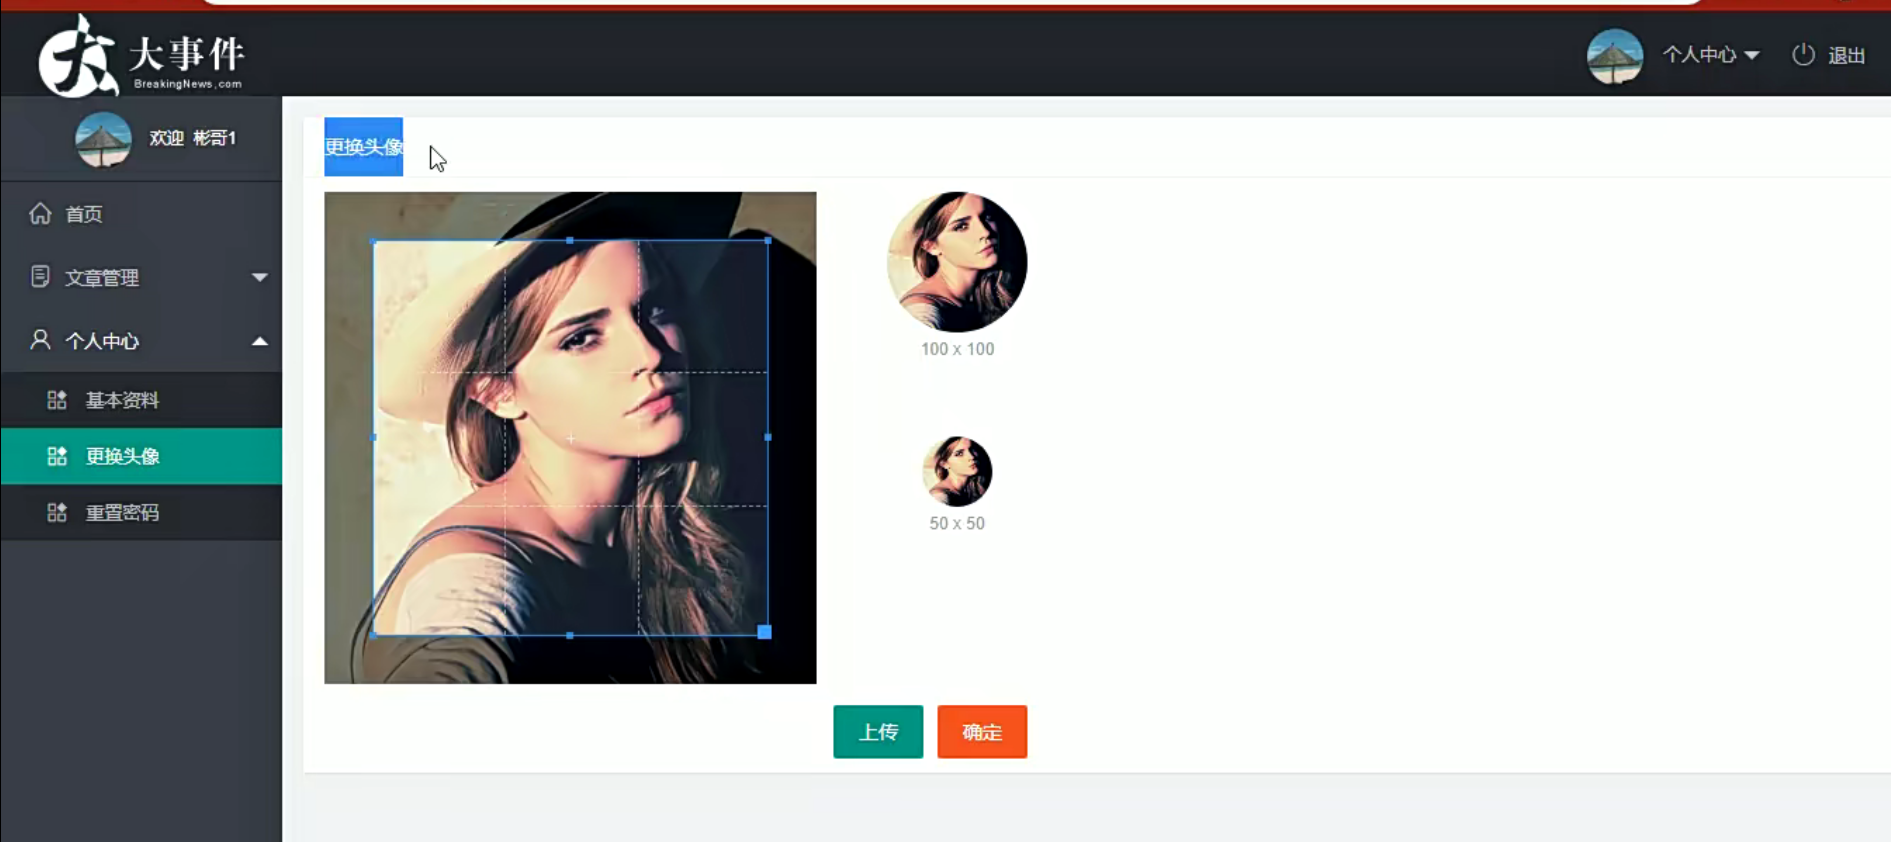 大事件
BreakingNews.com
个人中心
退出
欢迎 彬哥1
首页
文章管理
个人中心
基本资料
更换头像
重置密码
更换头像
100 x 100
50 x 50
上传
确定